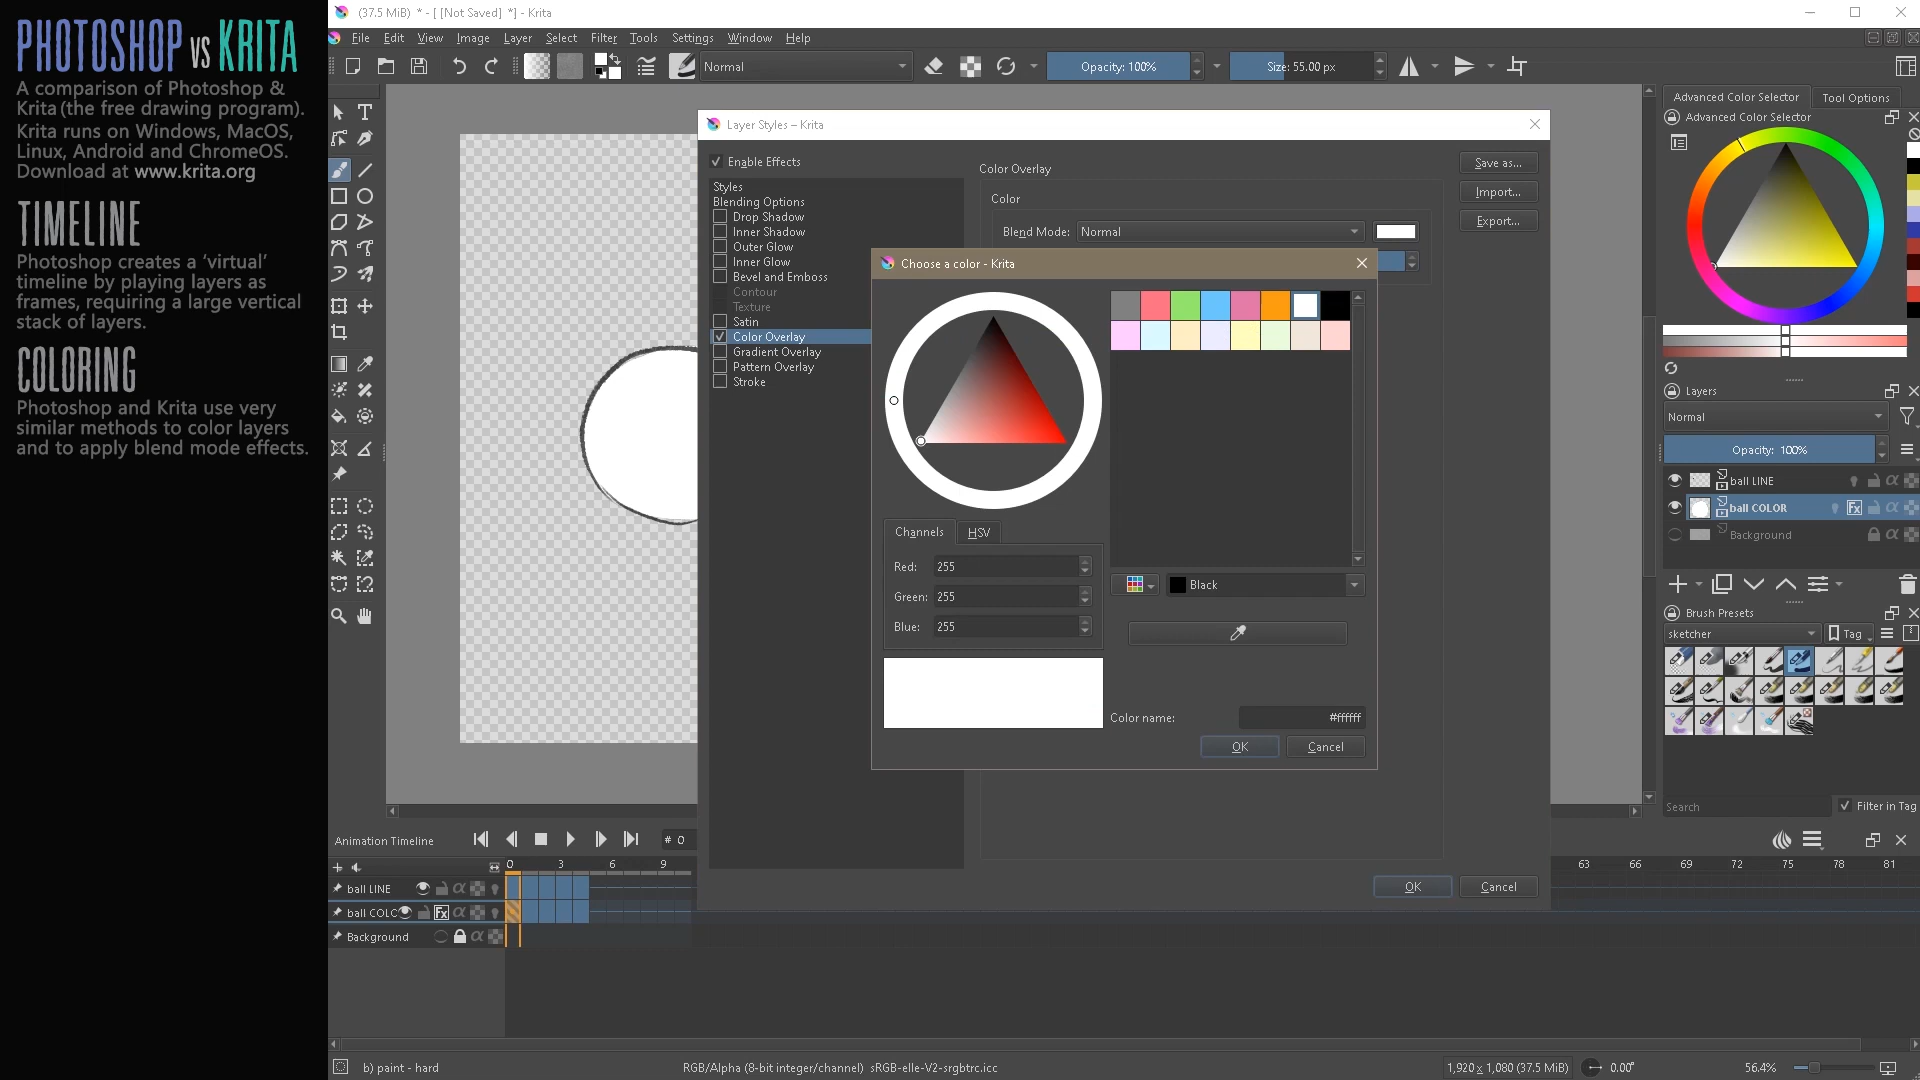 PHOTOSHOP VS KRITA
A comparison of Photoshop &
Krita (the free drawing program).
Krita runs on Windows, MacOS,
Linux, Android and ChromeOS.
Download at www.krita.org
TIMELINE
Photoshop creates a ‘virtual’
timeline by playing layers as
frames, requiring a large vertical
stack of layers.
COLORING
Photoshop and Krita use very
similar methods to color layers
and to apply blend mode effects.
(37.5 MiB) * - [ [Not Saved] *] - Krita
File Edit View Image Layer Select Filter Tools Settings Window Help
Normal
Opacity: 100%
Size: 55.00 px
Layer Styles – Krita
Enable Effects
Styles
Blending Options
Drop Shadow
Inner Shadow
Outer Glow
Inner Glow
Bevel and Emboss
Contour
Texture
Satin
Color Overlay
Gradient Overlay
Pattern Overlay
Stroke
Color Overlay
Color
Blend Mode: Normal
Save as...
Import...
Export...
Choose a color - Krita
Channels HSV
Red: 255
Green: 255
Blue: 255
Black
Color name: #ffffff
OK Cancel
OK Cancel
Advanced Color Selector Tool Options
Advanced Color Selector
Layers
Normal
Opacity: 100%
ball LINE
ball COLOR
Background
Brush Presets
sketcher Tag
Search Filter in Tag
Animation Timeline # 0
0 3 6 9 63 66 69 72 75 78 81
ball LINE
ball COLO
Background
b) paint - hard
RGB/Alpha (8-bit integer/channel) sRGB-elle-V2-srgbtrc.icc
1,920 x 1,080 (37.5 MiB)
0.00°
56.4%